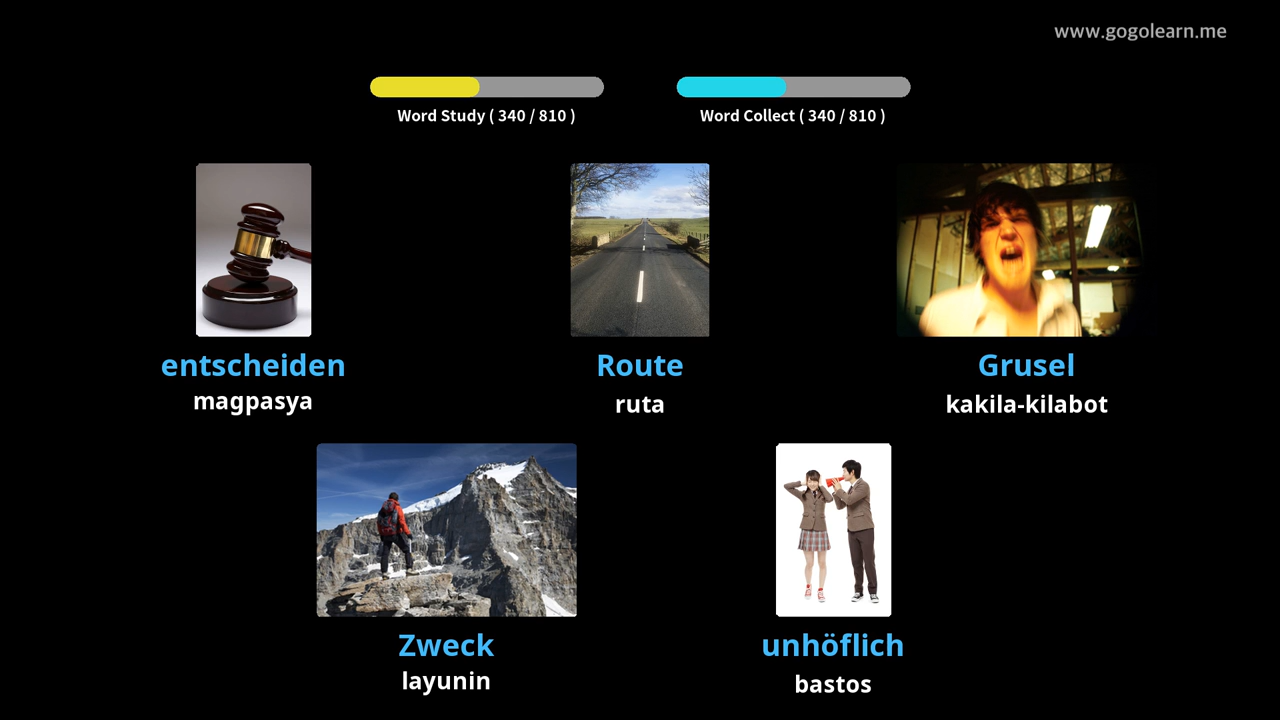 www.gogolearn.me
Word Study ( 340 / 810 )
Word Collect ( 340 / 810 )
entscheiden
magpasya
Route
ruta
Grusel
kakila-kilabot
Zweck
layunin
unhöflich
bastos